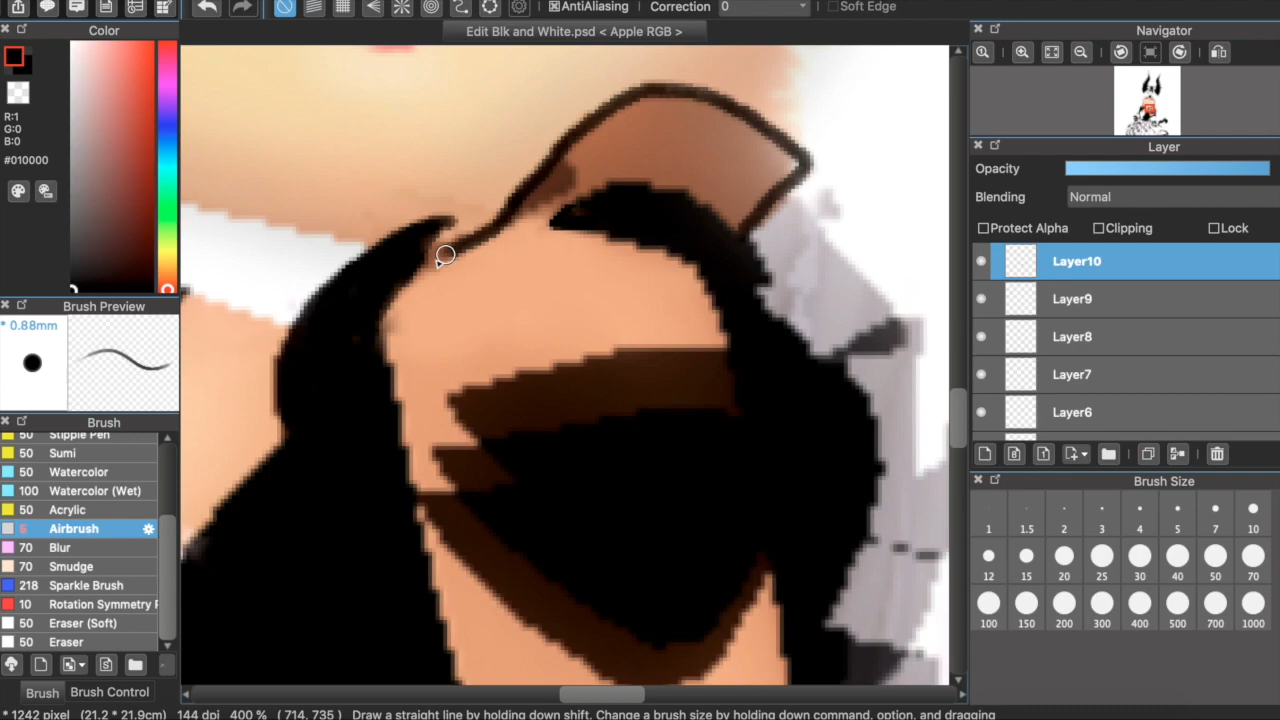 AntiAliasing
Correction
0
Soft Edge
Edit Blk and White.psd < Apple RGB >
Color
R:1
G:0
B:0
#010000
Brush Preview
* 0.88mm
Brush
50 Stipple Pen
50 Sumi
50 Watercolor
100 Watercolor (Wet)
50 Acrylic
5 Airbrush
70 Blur
70 Smudge
218 Sparkle Brush
10 Rotation Symmetry
50 Eraser (Soft)
50 Eraser
Brush
Brush Control
Navigator
Layer
Opacity
Blending
Normal
Protect Alpha
Clipping
Lock
Layer10
Layer9
Layer8
Layer7
Layer6
Brush Size
1 1.5 2 3 4 5 7 10
12 15 20 25 30 40 50 70
100 150 200 300 400 500 700 1000
* 1242 pixel (21.2 * 21.9cm) 144 dpi 400 % ( 714, 735 ) Draw a straight line by holding down shift. Change a brush size by holding down command, option, and dragging